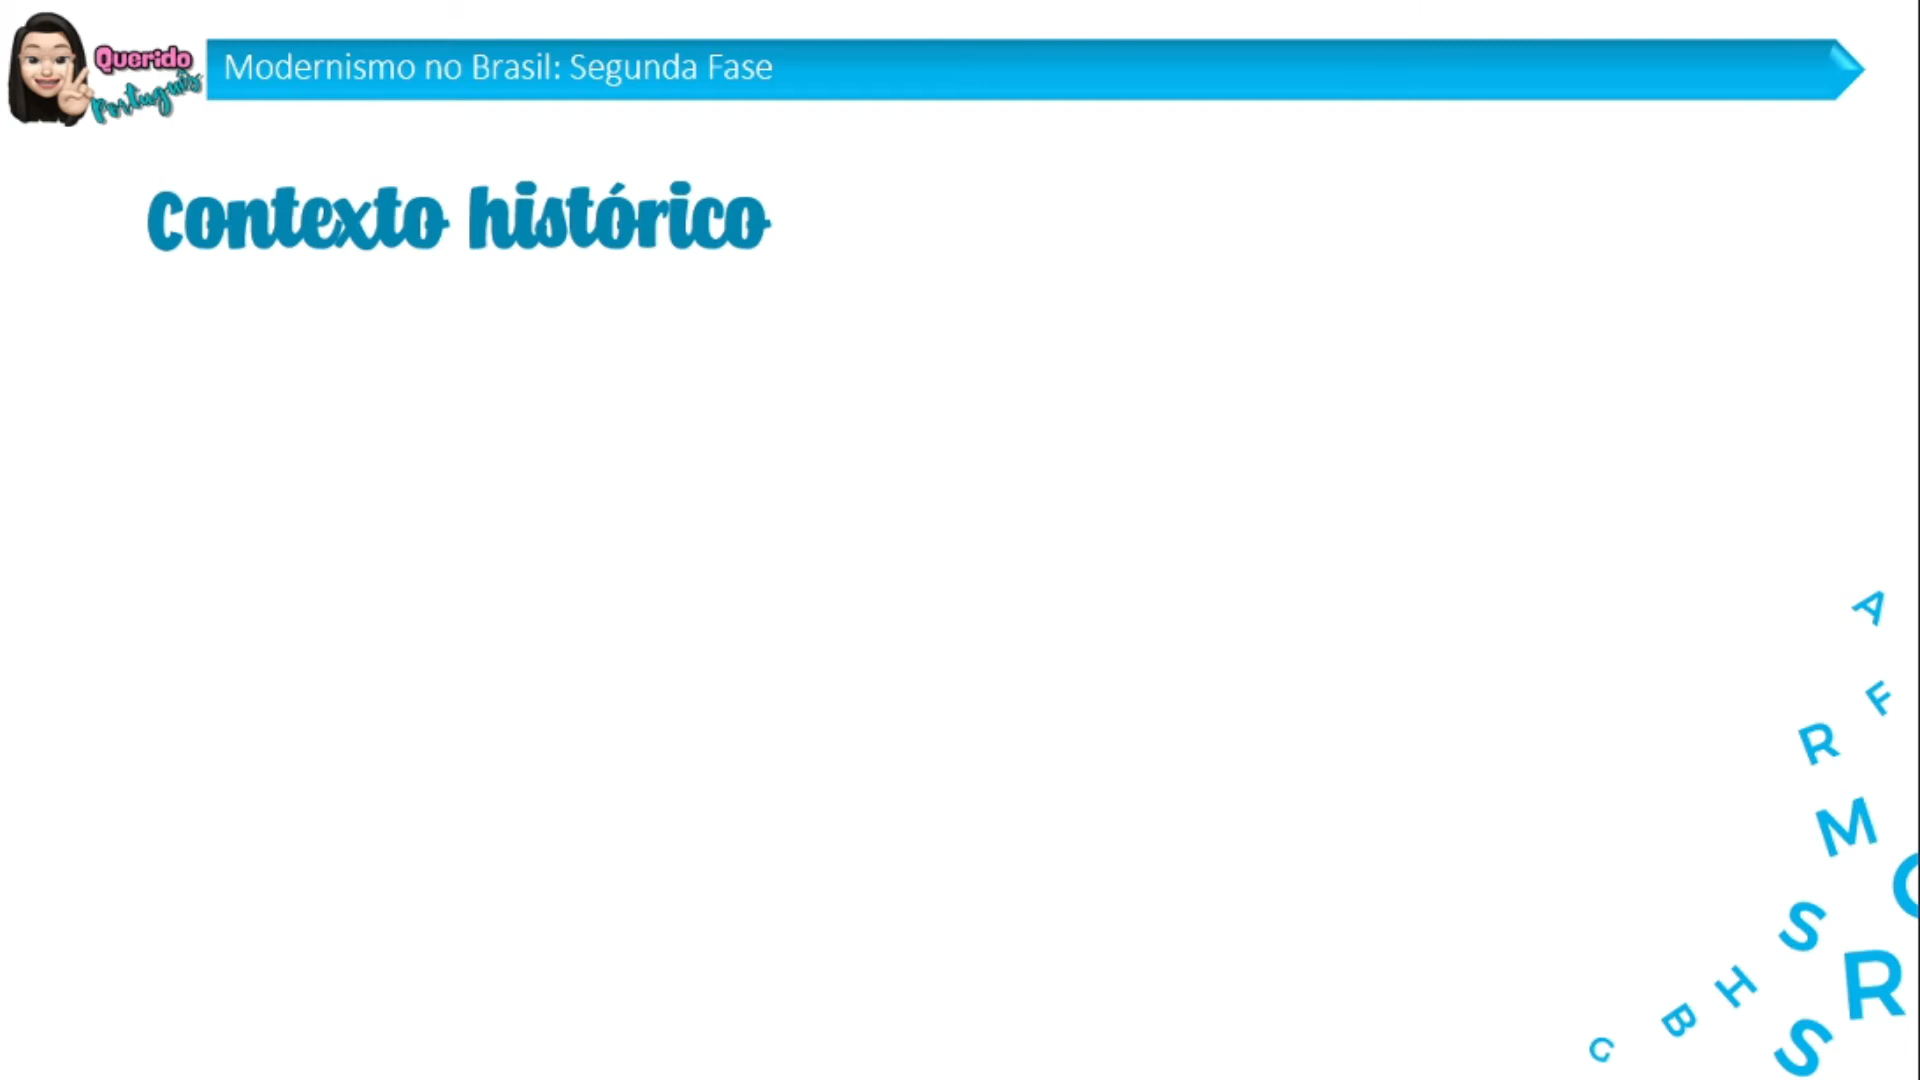 Querido
Português
Modernismo no Brasil: Segunda Fase
Contexto histórico
A
F
R
M
S
R
H
B
S
C